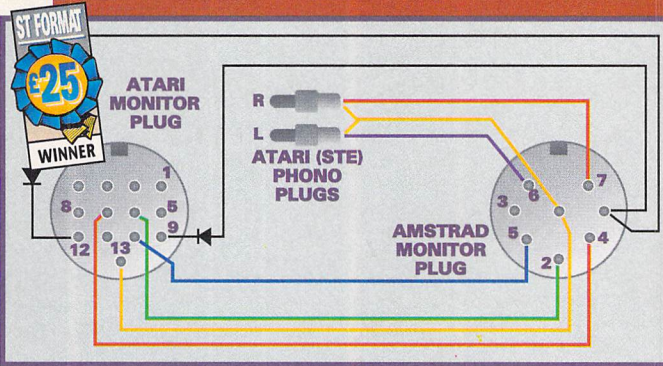 ST FORMAT
£25
WINNER
ATARI
MONITOR
PLUG
1
8
5
9
12
13
R
L
ATARI (STE)
PHONO
PLUGS
AMSTRAD
MONITOR
PLUG
7
6
3
5
4
2